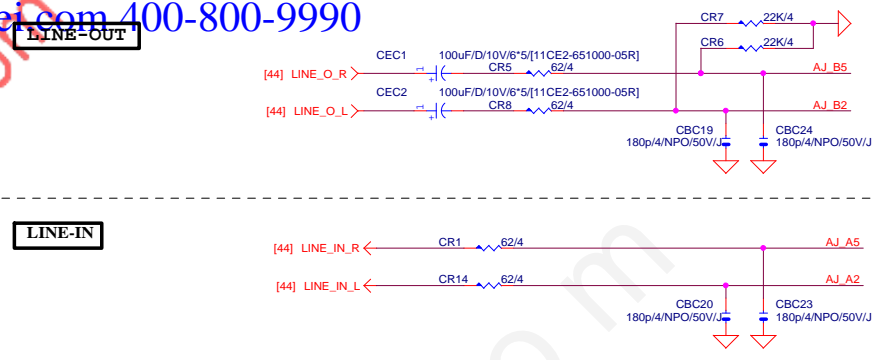 ei.com 400-800-9990
LINE-OUT
CR7 22K/4
CR6 22K/4
CEC1 100uF/D/10V/6*5/[11CE2-651000-05R]
[44] LINE_O_R 1 + CR5 62/4 AJ_B5
CEC2 100uF/D/10V/6*5/[11CE2-651000-05R]
[44] LINE_O_L 1 + CR8 62/4 AJ_B2
CBC19 CBC24
180p/4/NPO/50V/J 180p/4/NPO/50V/J
LINE-IN
[44] LINE_IN_R CR1 62/4 AJ_A5
[44] LINE_IN_L CR14 62/4 AJ_A2
CBC20 CBC23
180p/4/NPO/50V/J 180p/4/NPO/50V/J
om